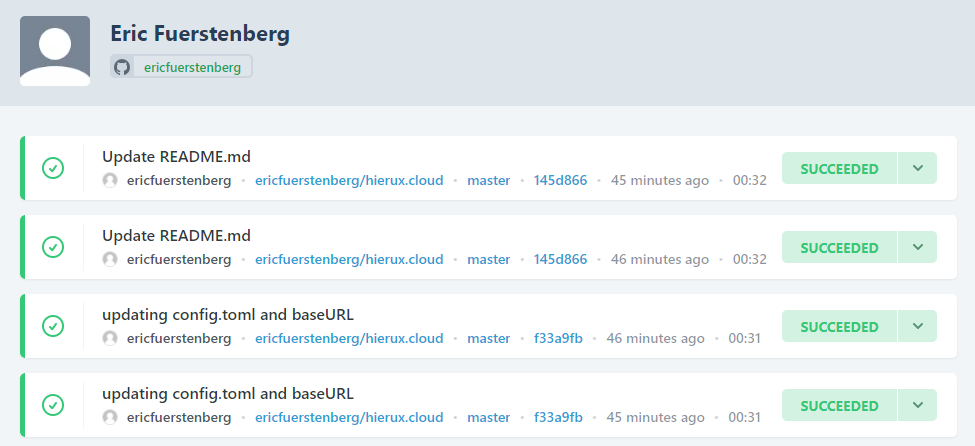 Eric Fuerstenberg
ericfuerstenberg
Update README.md
ericfuerstenberg • ericfuerstenberg/hierux.cloud • master • 145d866 • 45 minutes ago • 00:32
SUCCEEDED
Update README.md
ericfuerstenberg • ericfuerstenberg/hierux.cloud • master • 145d866 • 46 minutes ago • 00:32
SUCCEEDED
updating config.toml and baseURL
ericfuerstenberg • ericfuerstenberg/hierux.cloud • master • f33a9fb • 46 minutes ago • 00:31
SUCCEEDED
updating config.toml and baseURL
ericfuerstenberg • ericfuerstenberg/hierux.cloud • master • f33a9fb • 45 minutes ago • 00:31
SUCCEEDED